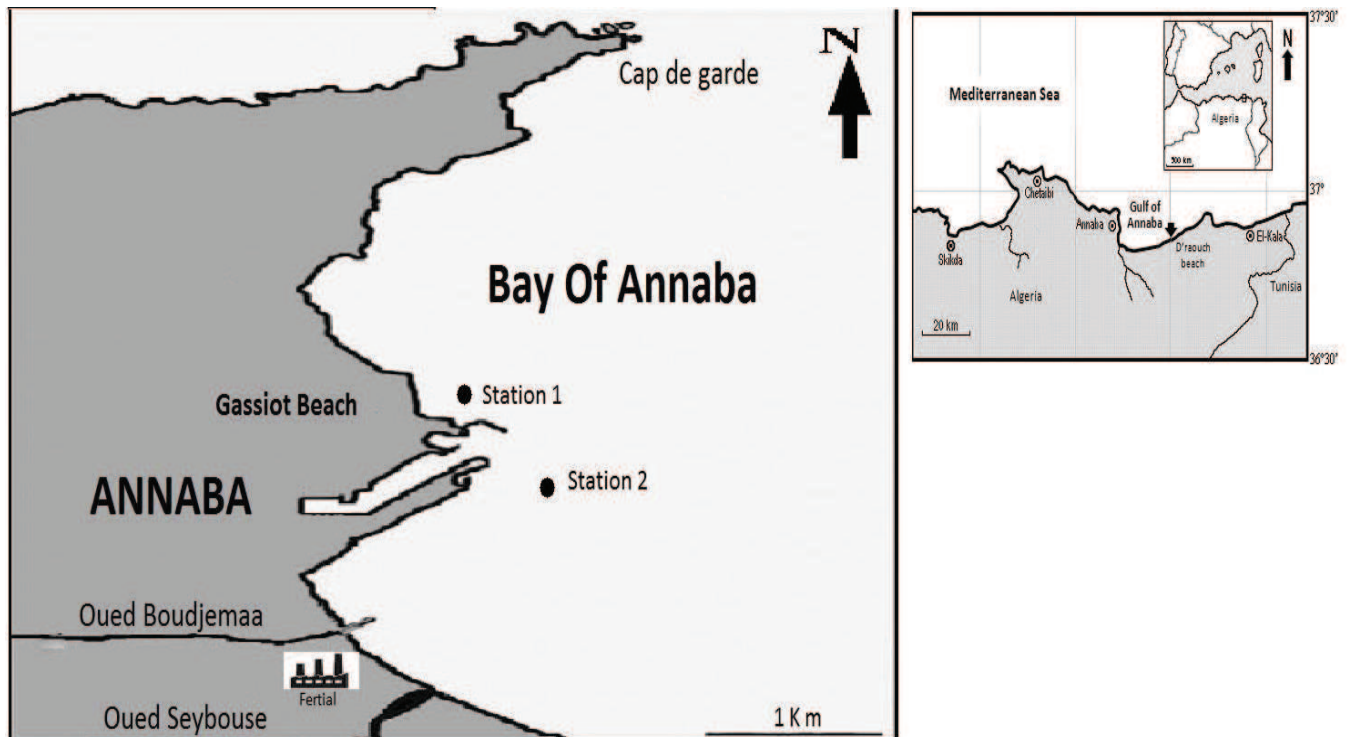 N
Cap de garde
Bay Of Annaba
Station 1
Gassiot Beach
Station 2
ANNABA
Oued Boudjemaa
Fertial
Oued Seybouse
1 K m
37°30'
N
Mediterranean Sea
Algeria
500 km
37°
Chetaibi
Gulf of
Annaba
Annaba
El-Kala
D'raouch
beach
Skikda
Algeria
Tunisia
20 km
36°30'